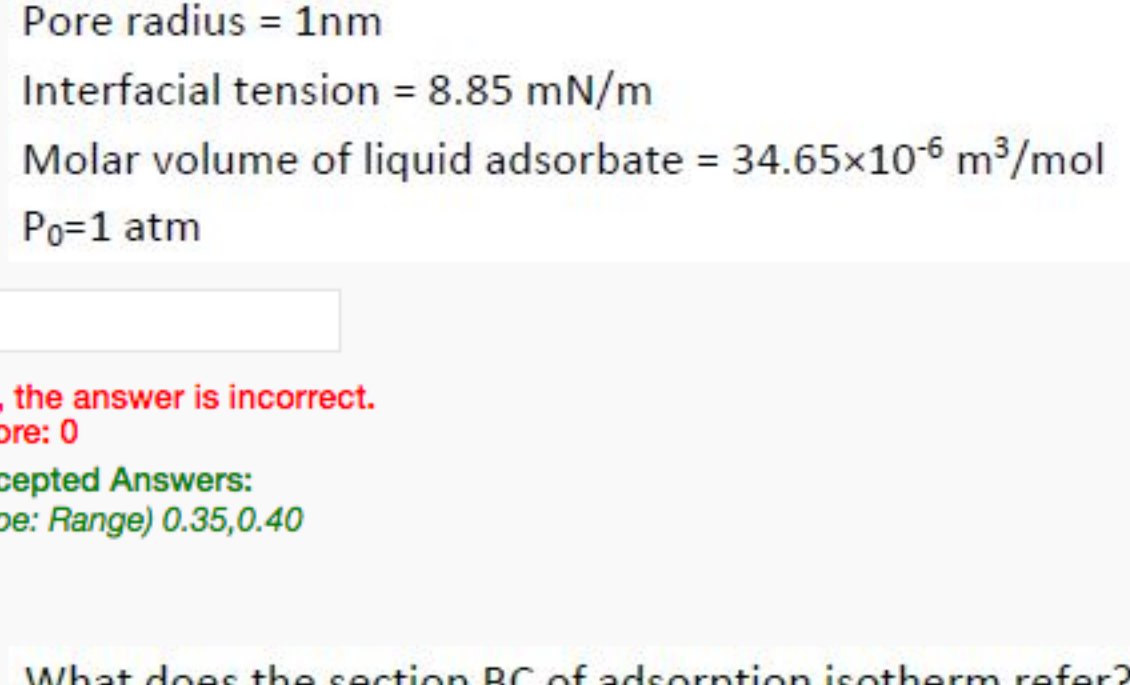 Pore radius = 1nm
Interfacial tension = 8.85 mN/m
Molar volume of liquid adsorbate = 34.65×10⁻⁶ m³/mol
P₀=1 atm
, the answer is incorrect.
ore: 0
cepted Answers:
pe: Range) 0.35,0.40
What does the section BC of adsorption isotherm refer?